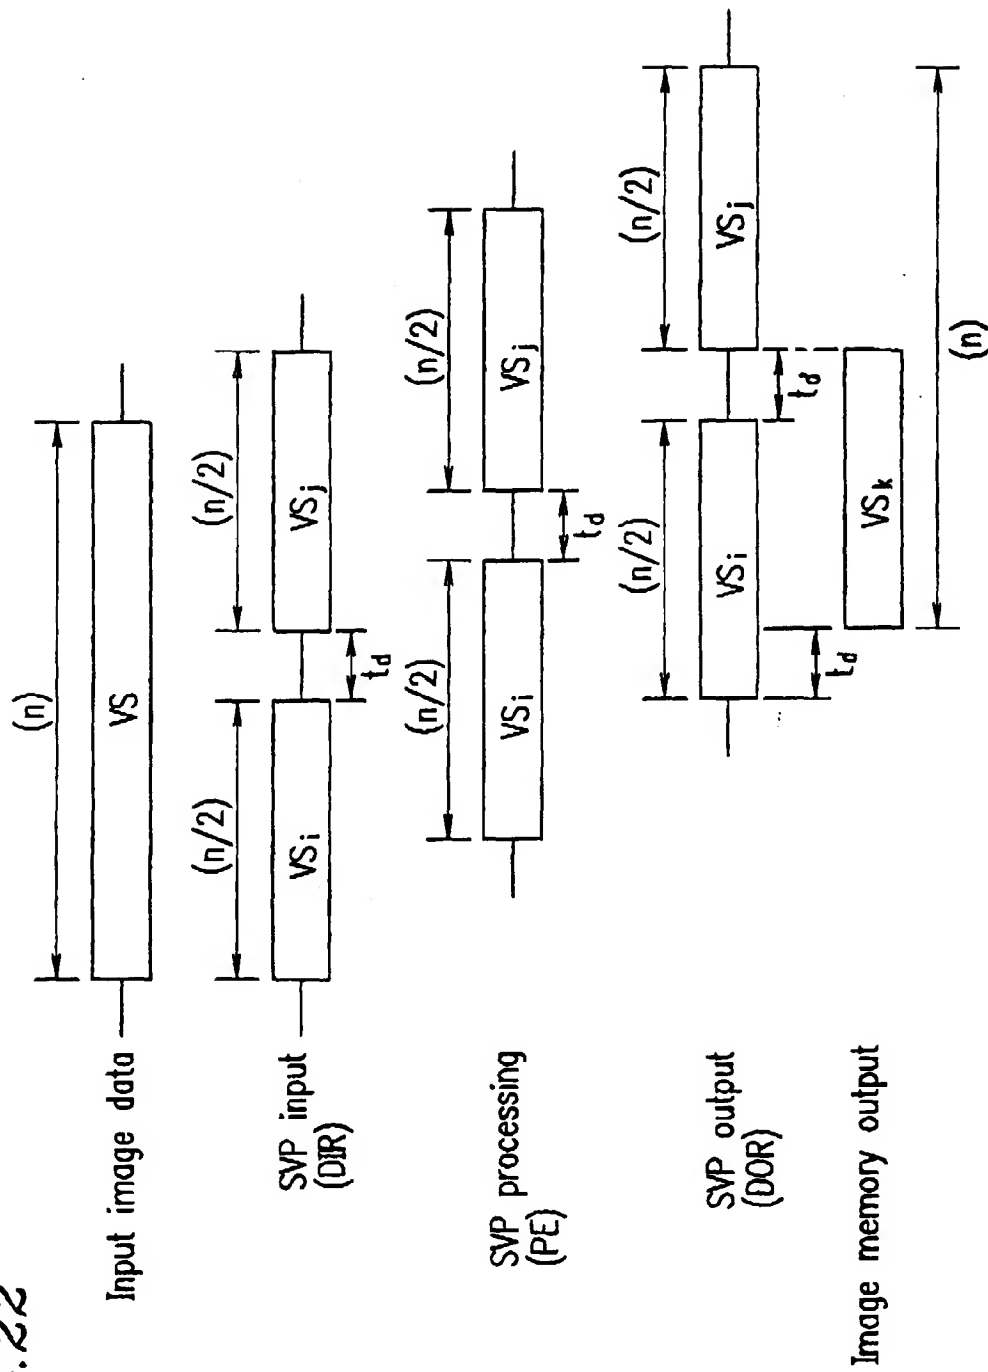 .22
Input image data
(n)
VS
SVP input
(DIR)
(n/2)
(n/2)
VSi
VSj
td
SVP processing
(PE)
(n/2)
(n/2)
VSi
VSj
td
SVP output
(DOR)
(n/2)
(n/2)
VSi
VSj
td
td
Image memory output
VSk
(n)